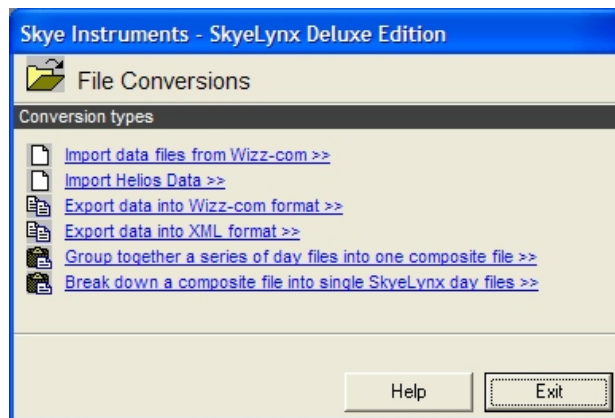 Skye Instruments - SkyeLynx Deluxe Edition
File Conversions
Conversion types
Import data files from Wizz-com >>
Import Helios Data >>
Export data into Wizz-com format >>
Export data into XML format >>
Group together a series of day files into one composite file >>
Break down a composite file into single SkyeLynx day files >>
Help
Exit